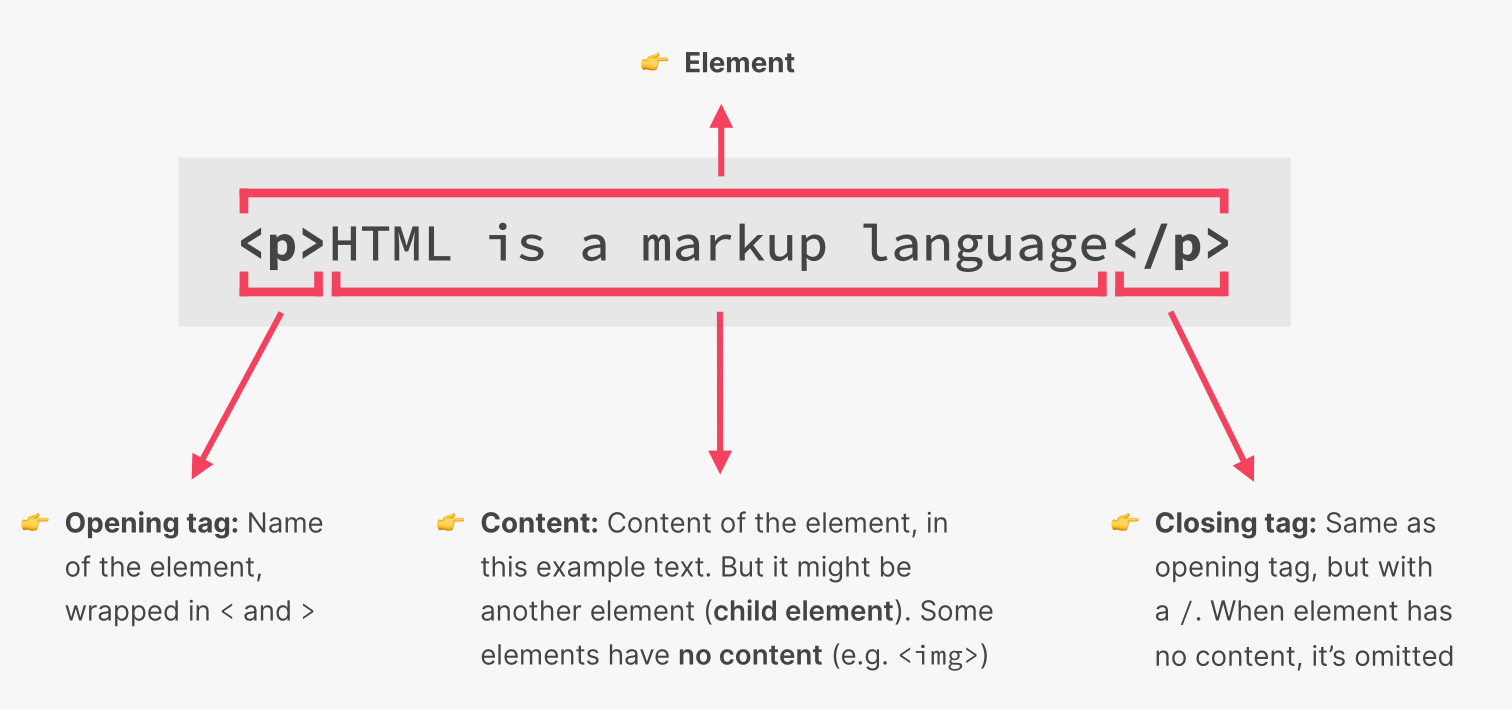 👉 Element
<p>HTML is a markup language</p>
👉 Opening tag: Name
of the element,
wrapped in < and >
👉 Content: Content of the element, in
this example text. But it might be
another element (child element). Some
elements have no content (e.g. <img>)
👉 Closing tag: Same as
opening tag, but with
a /. When element has
no content, it’s omitted